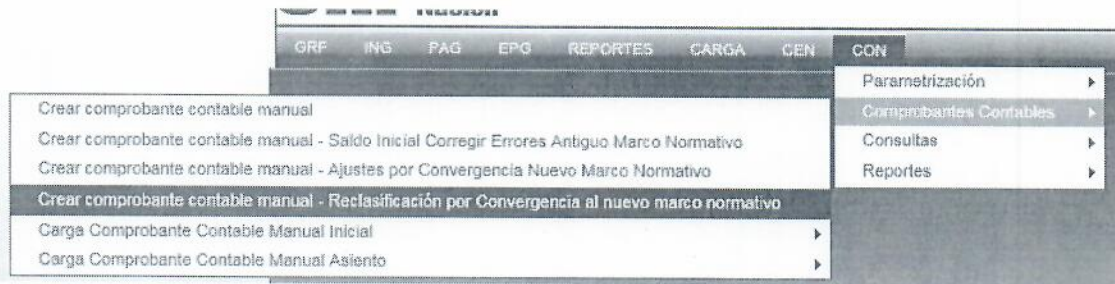 Nación
GRF ING PAG EPG REPORTES CARGA CEN CON
Parametrización
Comprobantes Contables
Consultas
Reportes
Crear comprobante contable manual
Crear comprobante contable manual - Saldo Inicial Corregir Errores Antiguo Marco Normativo
Crear comprobante contable manual - Ajustes por Convergencia Nuevo Marco Normativo
Crear comprobante contable manual - Reclasificación por Convergencia al nuevo marco normativo
Carga Comprobante Contable Manual Inicial
Carga Comprobante Contable Manual Asiento